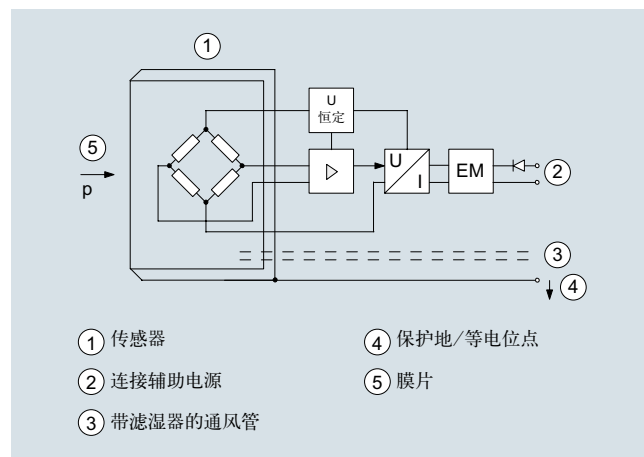 ①
U
恒定
⑤
p
U
I
EM
②
③
④
① 传感器
② 连接辅助电源
③ 带滤湿器的通风管
④ 保护地/等电位点
⑤ 膜片